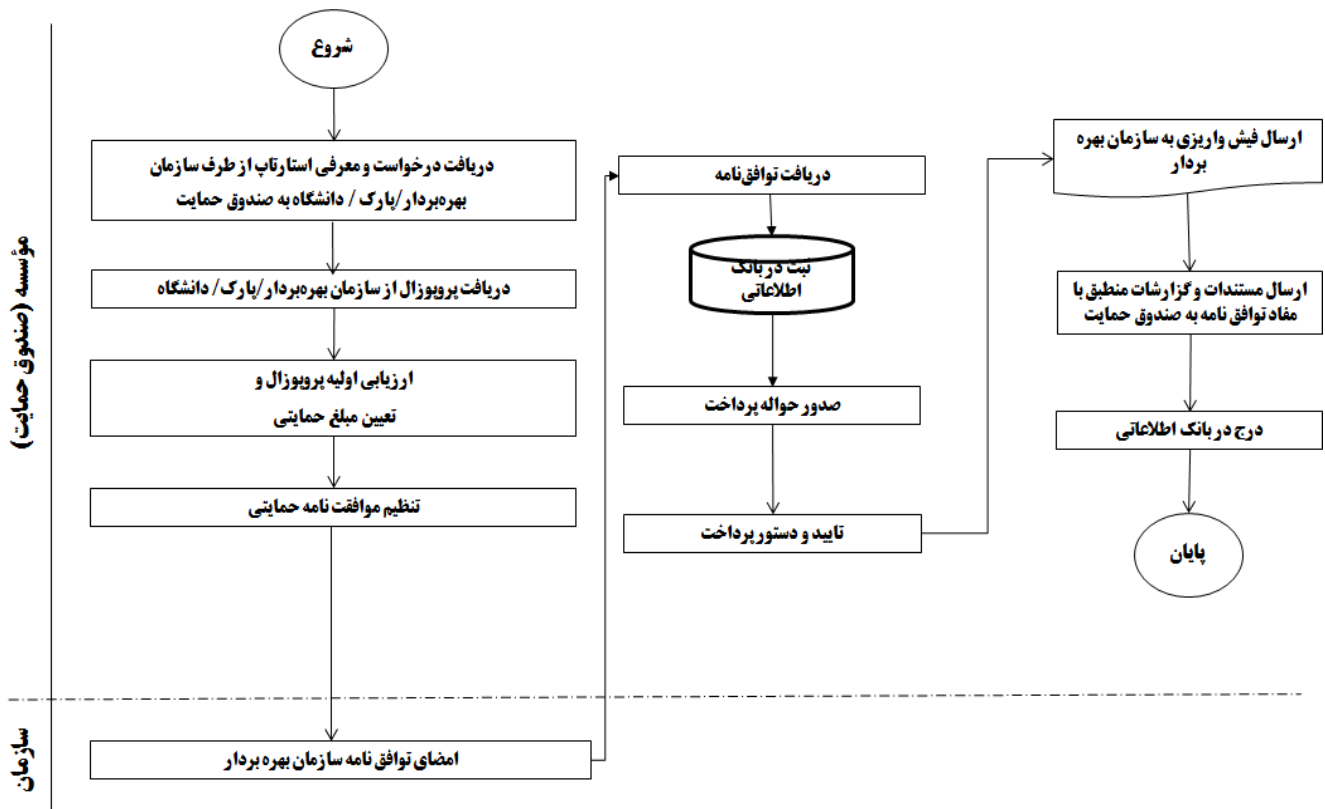 شروع
دریافت درخواست و معرفی استارتاپ از طرف سازمان
بهره‌بردار/پارک / دانشگاه به صندوق حمایت
دریافت پروپوزال از سازمان بهره‌بردار/پارک/ دانشگاه
ارزیابی اولیه پروپوزال و
تعیین مبلغ حمایتی
تنظیم موافقت نامه حمایتی
امضای توافق نامه سازمان بهره بردار
دریافت توافق‌نامه
ثبت در بانک
اطلاعاتی
صدور حواله پرداخت
تایید و دستور پرداخت
ارسال فیش واریزی به سازمان بهره
بردار
ارسال مستندات و گزارشات منطبق با
مفاد توافق نامه به صندوق حمایت
درج در بانک اطلاعاتی
پایان
مؤسسه (صندوق حمایت)
سازمان